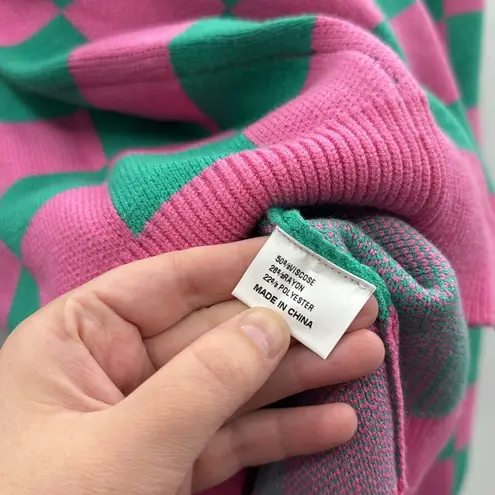 50%VISCOSE
28%RAYON
22%POLYESTER
MADE IN CHINA